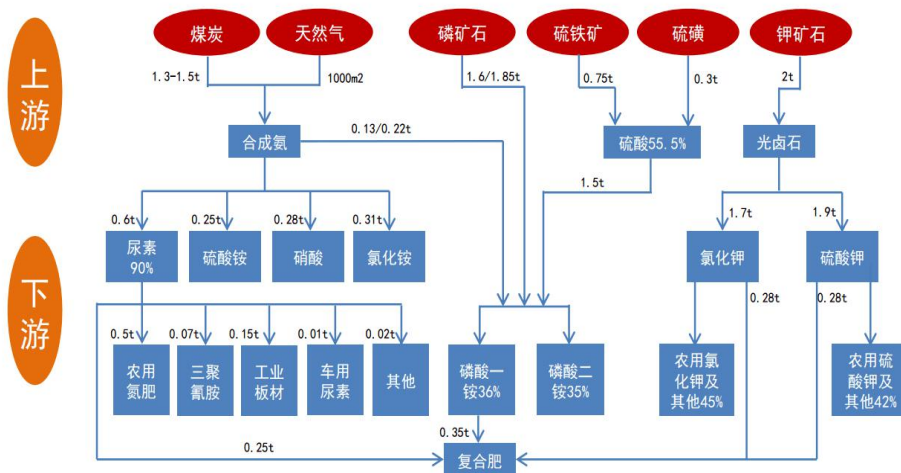 上游
煤炭
天然气
磷矿石
硫铁矿
硫磺
钾矿石
1.3-1.5t
1000m2
1.6/1.85t
0.75t
0.3t
2t
合成氨
0.13/0.22t
硫酸55.5%
光卤石
1.5t
下游
0.6t
0.25t
0.28t
0.31t
1.7t
1.9t
尿素
90%
硫酸铵
硝酸
氯化铵
氯化钾
硫酸钾
0.28t
0.28t
0.5t
0.07t
0.15t
0.01t
0.02t
农用
氮肥
三聚
氰胺
工业
板材
车用
尿素
其他
磷酸一
铵36%
磷酸二
铵35%
农用氯
化钾及
其他45%
农用硫
酸钾及
其他42%
0.25t
0.35t
复合肥